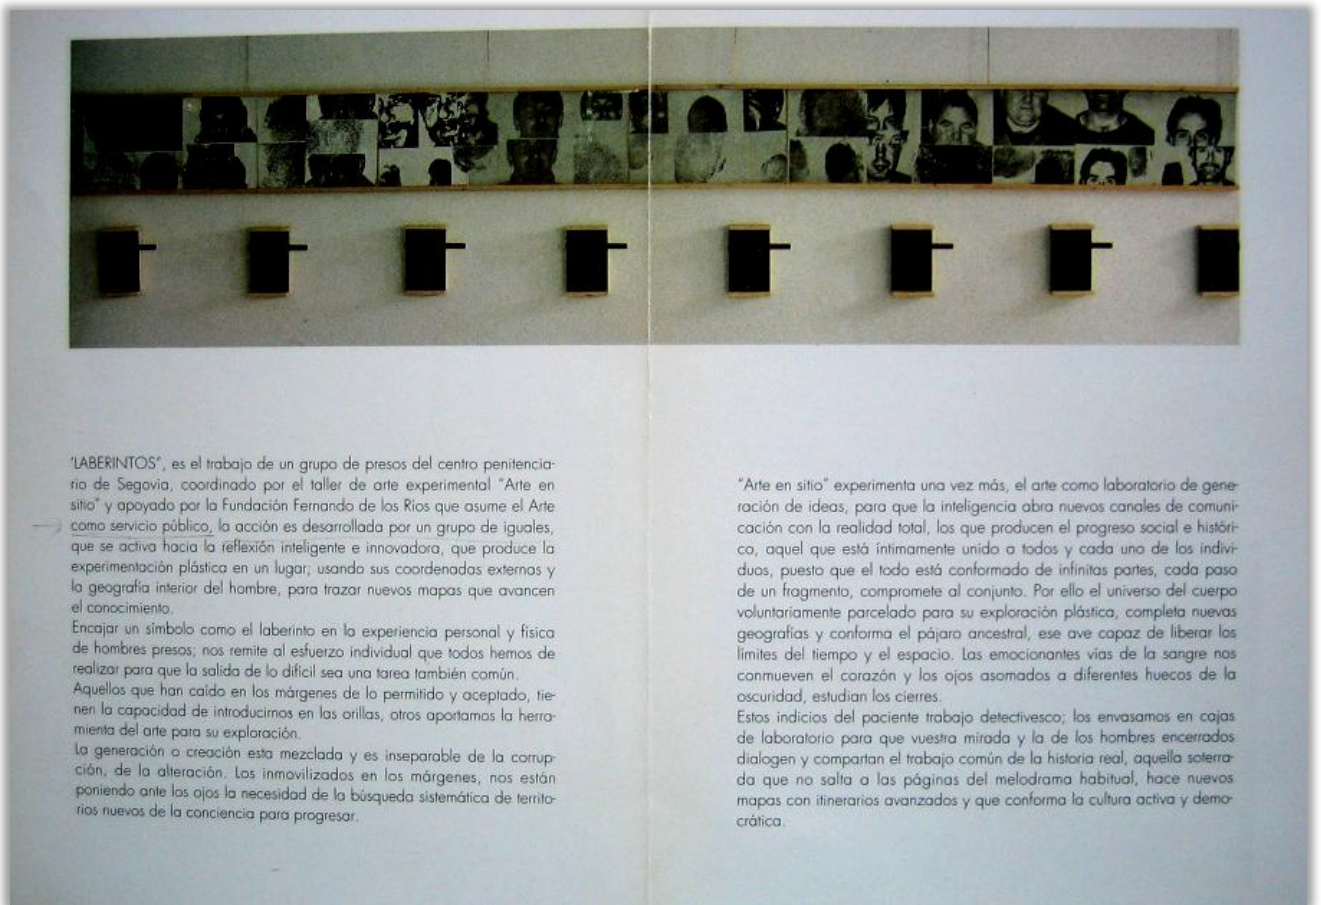 "LABERINTOS", es el trabajo de un grupo de presos del centro penitencia-
rio de Segovia, coordinado por el taller de arte experimental "Arte en
sitio" y apoyado por la Fundación Fernando de los Ríos que asume el Arte
como servicio público, la acción es desarrollada por un grupo de iguales,
que se activa hacia la reflexión inteligente e innovadora, que produce la
experimentación plástica en un lugar; usando sus coordenadas externas y
la geografía interior del hombre, para trazar nuevos mapas que avancen
el conocimiento.
Encajar un símbolo como el laberinto en la experiencia personal y física
de hombres presos; nos remite al esfuerzo individual que todos hemos de
realizar para que la salida de lo difícil sea una tarea también común.
Aquellos que han caído en los márgenes de lo permitido y aceptado, tie-
nen la capacidad de introducirnos en las orillas, otros aportamos la herra-
mienta del arte para su exploración.
La generación o creación esta mezclada y es inseparable de la corrup-
ción, de la alteración. Los inmovilizados en los márgenes, nos están
poniendo ante los ojos la necesidad de la búsqueda sistemática de territo-
rios nuevos de la conciencia para progresar.
"Arte en sitio" experimenta una vez más, el arte como laboratorio de gene-
ración de ideas, para que la inteligencia abra nuevos canales de comuni-
cación con la realidad total, los que producen el progreso social e históri-
co, aquel que está íntimamente unido a todos y cada uno de los indivi-
duos, puesto que el todo está conformado de infinitas partes, cada paso
de un fragmento, compromete al conjunto. Por ello el universo del cuerpo
voluntariamente parcelado para su exploración plástica, completa nuevas
geografías y conforma el pájaro ancestral, ese ave capaz de liberar los
límites del tiempo y el espacio. Las emocionantes vías de la sangre nos
conmueven el corazón y los ojos asomados a diferentes huecos de la
oscuridad, estudian los cierres.
Estos indicios del paciente trabajo detectivesco; los envasamos en cajas
de laboratorio para que vuestra mirada y la de los hombres encerrados
dialogen y compartan el trabajo común de la historia real, aquella soterra-
da que no salta a las páginas del melodrama habitual, hace nuevos
mapas con itinerarios avanzados y que conforma la cultura activa y demo-
crática.